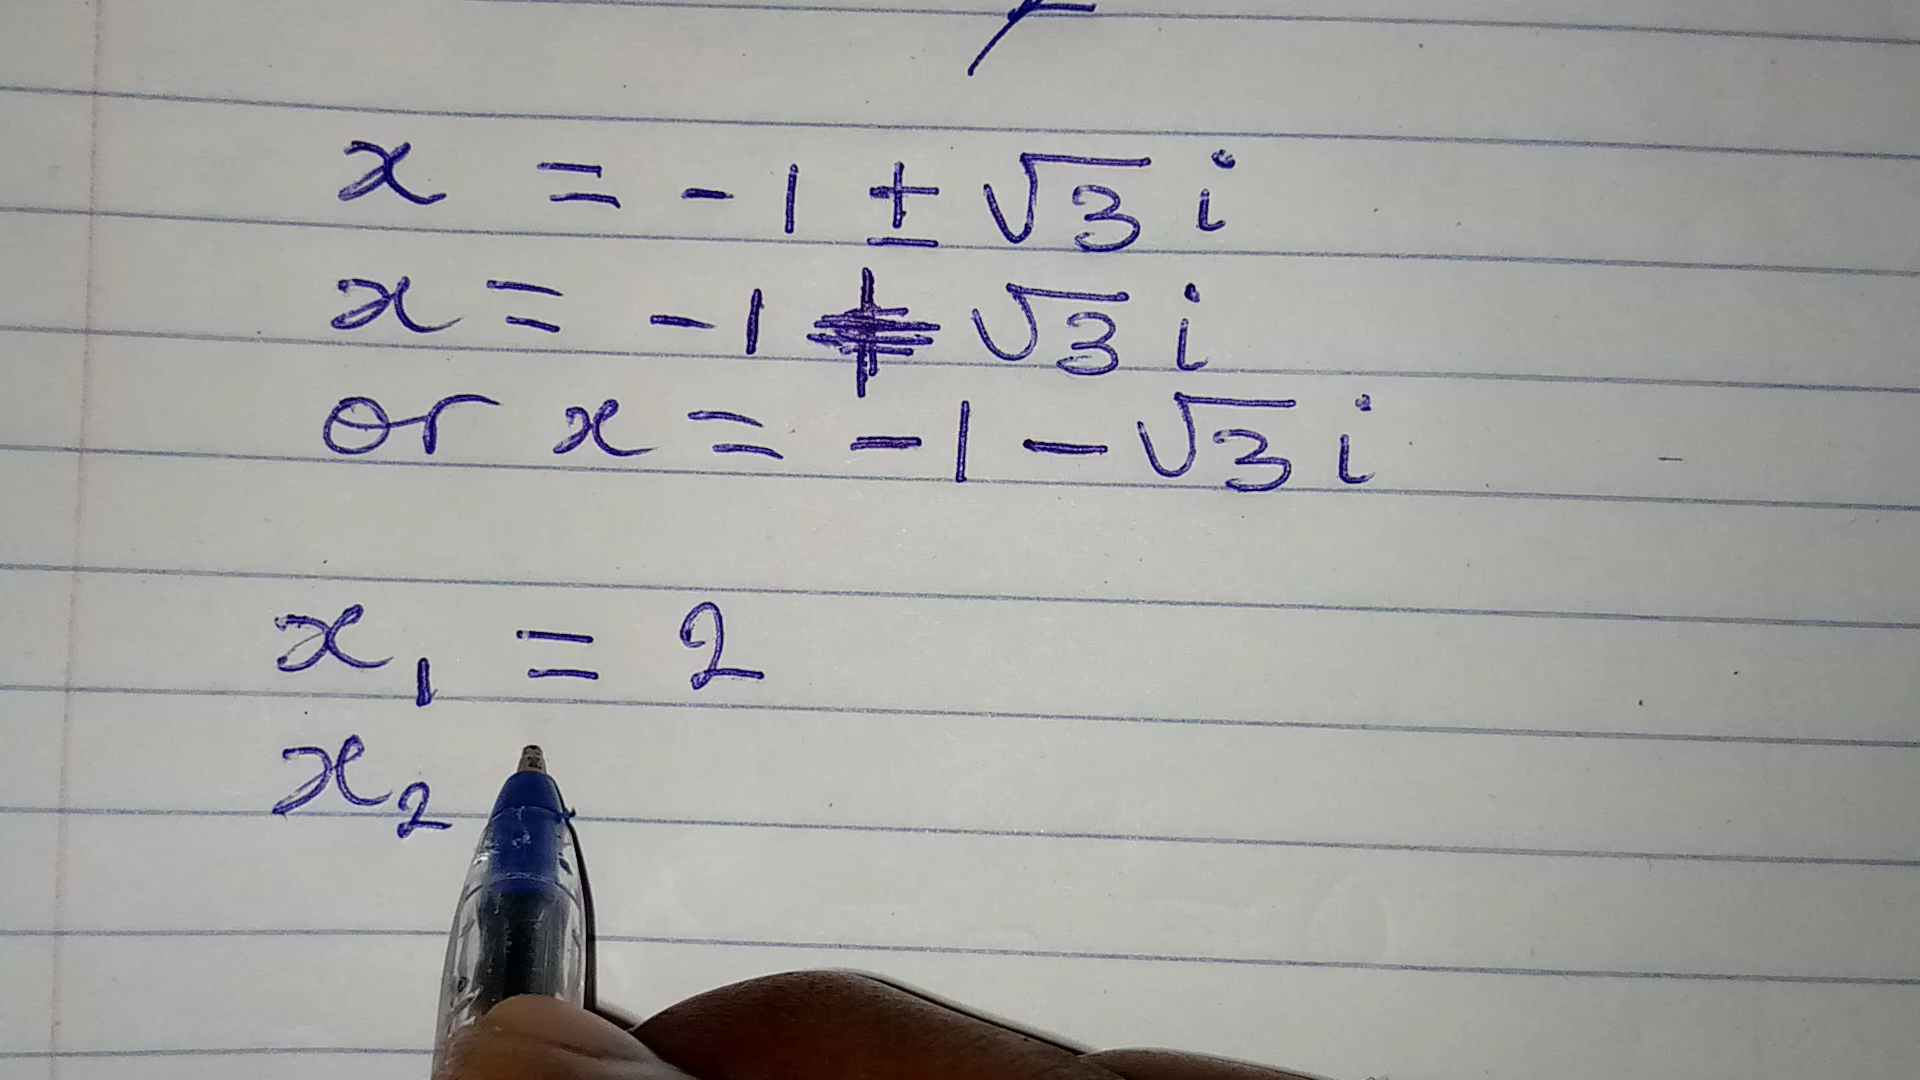 x = -1 ± √3 i
x = -1 + √3 i
or x = -1 - √3 i
x₁ = 2
x₂